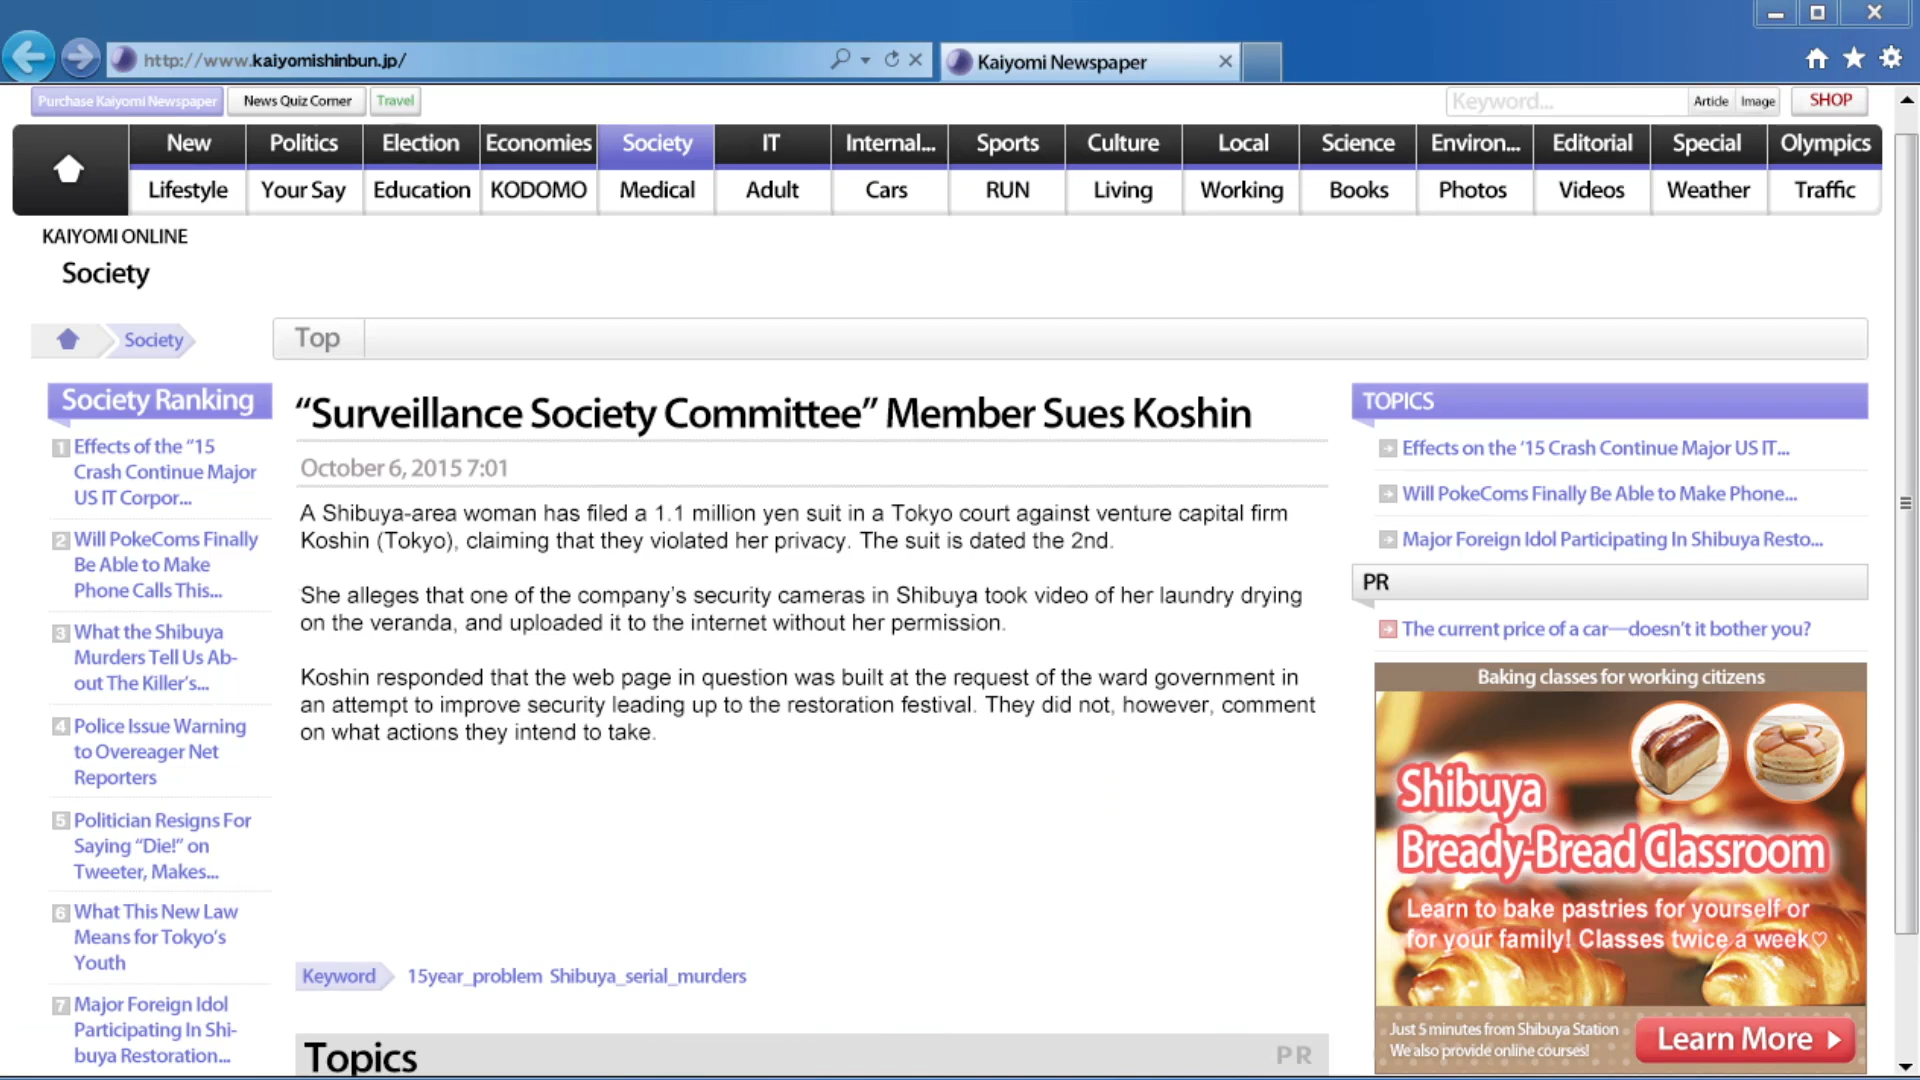 http://www.kaiyomishinbun.jp/
Kaiyomi Newspaper
Purchase Kaiyomi Newspaper
News Quiz Corner
Travel
Keyword...
Article
Image
SHOP
New
Politics
Election
Economies
Society
IT
Internal...
Sports
Culture
Local
Science
Environ...
Editorial
Special
Olympics
Lifestyle
Your Say
Education
KODOMO
Medical
Adult
Cars
RUN
Living
Working
Books
Photos
Videos
Weather
Traffic
KAIYOMI ONLINE
Society
Society
Top
Society Ranking
1 Effects of the “15
Crash Continue Major
US IT Corpor...
2 Will PokeComs Finally
Be Able to Make
Phone Calls This...
3 What the Shibuya
Murders Tell Us Ab-
out The Killer’s...
4 Police Issue Warning
to Overeager Net
Reporters
5 Politician Resigns For
Saying “Die!” on
Tweeter, Makes...
6 What This New Law
Means for Tokyo’s
Youth
7 Major Foreign Idol
Participating In Shi-
buya Restoration...
“Surveillance Society Committee” Member Sues Koshin
October 6, 2015 7:01
A Shibuya-area woman has filed a 1.1 million yen suit in a Tokyo court against venture capital firm
Koshin (Tokyo), claiming that they violated her privacy. The suit is dated the 2nd.
She alleges that one of the company’s security cameras in Shibuya took video of her laundry drying
on the veranda, and uploaded it to the internet without her permission.
Koshin responded that the web page in question was built at the request of the ward government in
an attempt to improve security leading up to the restoration festival. They did not, however, comment
on what actions they intend to take.
Keyword
15year_problem Shibuya_serial_murders
Topics
PR
TOPICS
Effects on the ‘15 Crash Continue Major US IT...
Will PokeComs Finally Be Able to Make Phone...
Major Foreign Idol Participating In Shibuya Resto...
PR
The current price of a car—doesn’t it bother you?
Baking classes for working citizens
Shibuya
Bready-Bread Classroom
Learn to bake pastries for yourself or
for your family! Classes twice a week♡
Just 5 minutes from Shibuya Station
We also provide online courses!
Learn More